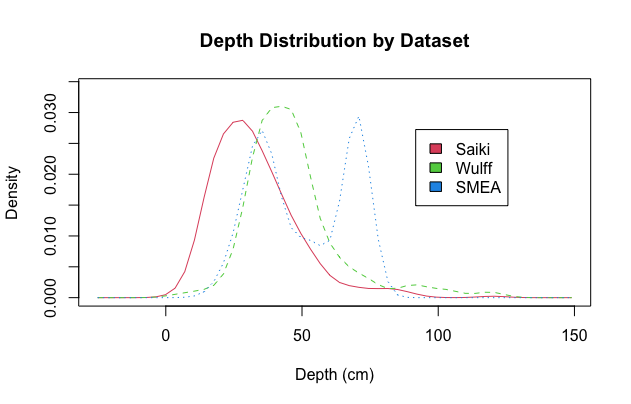 Depth Distribution by Dataset
Density
0.030
0.020
0.010
0.000
Saiki
Wulff
SMEA
0
50
100
150
Depth (cm)